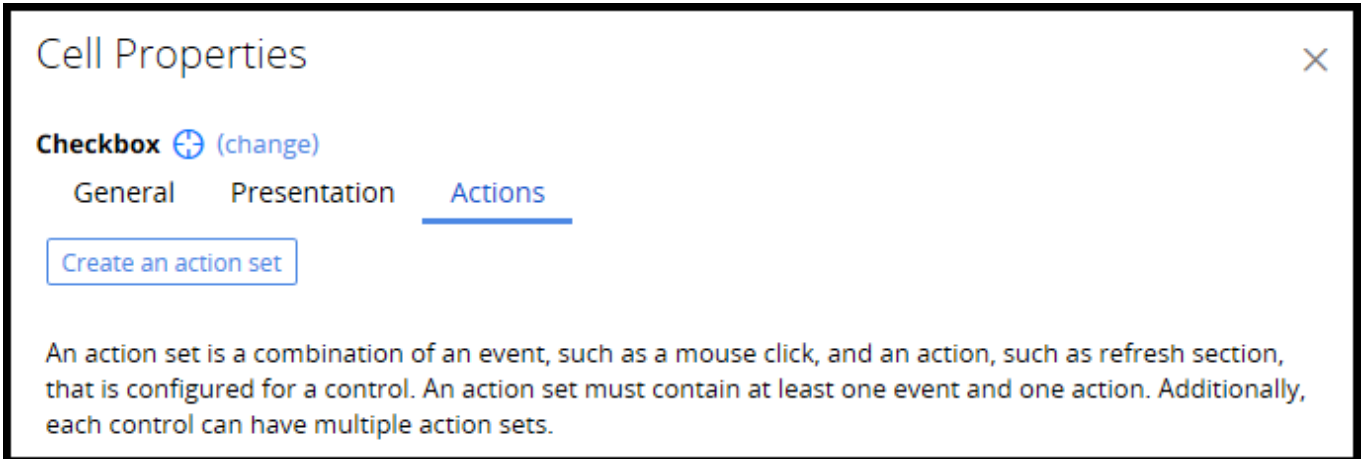 Cell Properties
Checkbox (change)
General Presentation Actions
Create an action set
An action set is a combination of an event, such as a mouse click, and an action, such as refresh section,
that is configured for a control. An action set must contain at least one event and one action. Additionally,
each control can have multiple action sets.